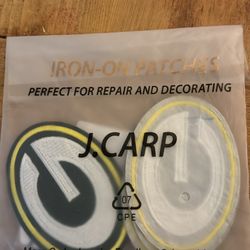 IRON-ON PATCHES
PERFECT FOR REPAIR AND DECORATING
J.CARP
07
CPE